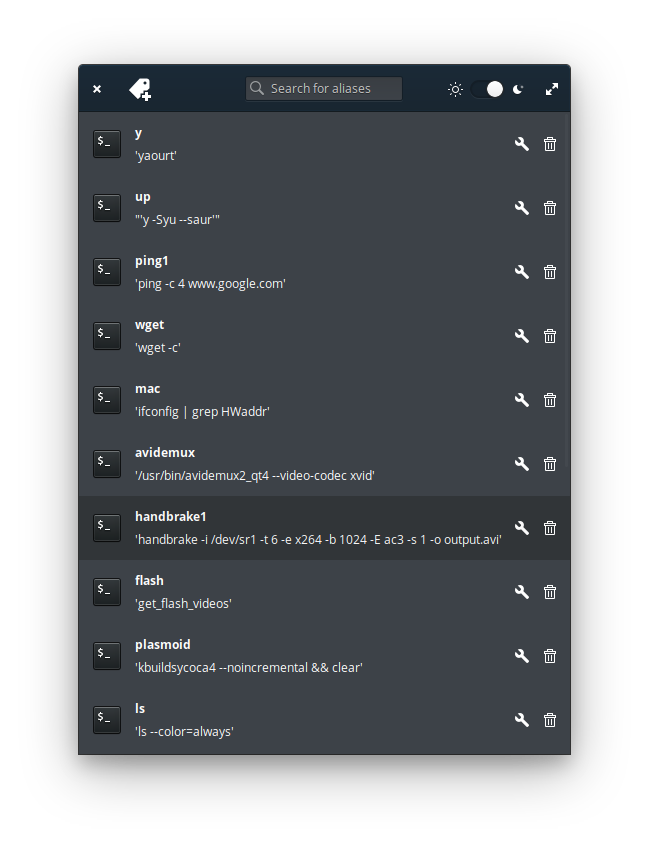 Search for aliases
$_
y
'yaourt'
$_
up
"'y -Syu --saur'"
$_
ping1
'ping -c 4 www.google.com'
$_
wget
'wget -c'
$_
mac
'ifconfig | grep HWaddr'
$_
avidemux
'/usr/bin/avidemux2_qt4 --video-codec xvid'
$_
handbrake1
'handbrake -i /dev/sr1 -t 6 -e x264 -b 1024 -E ac3 -s 1 -o output.avi'
$_
flash
'get_flash_videos'
$_
plasmoid
'kbuildsycoca4 --noincremental && clear'
$_
ls
'ls --color=always'